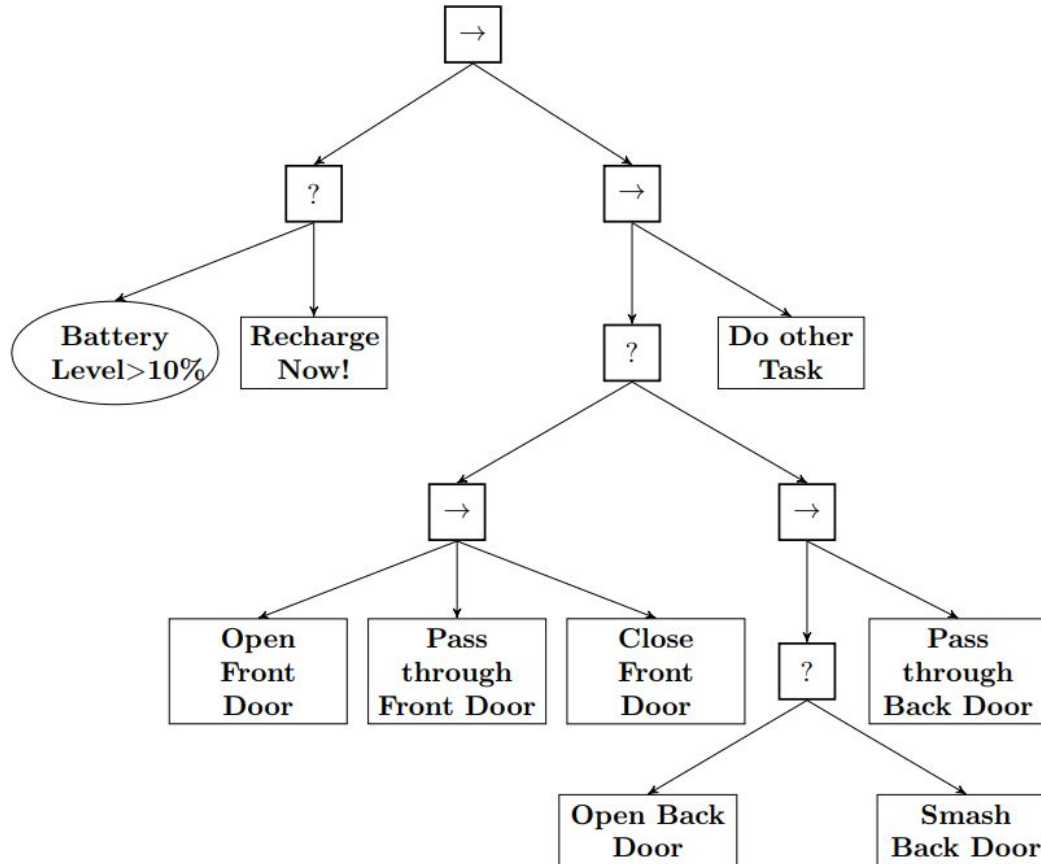 →
?
→
Battery
Level>10%
Recharge
Now!
?
Do other
Task
→
→
Open
Front
Door
Pass
through
Front Door
Close
Front
Door
?
Pass
through
Back Door
Open Back
Door
Smash
Back Door